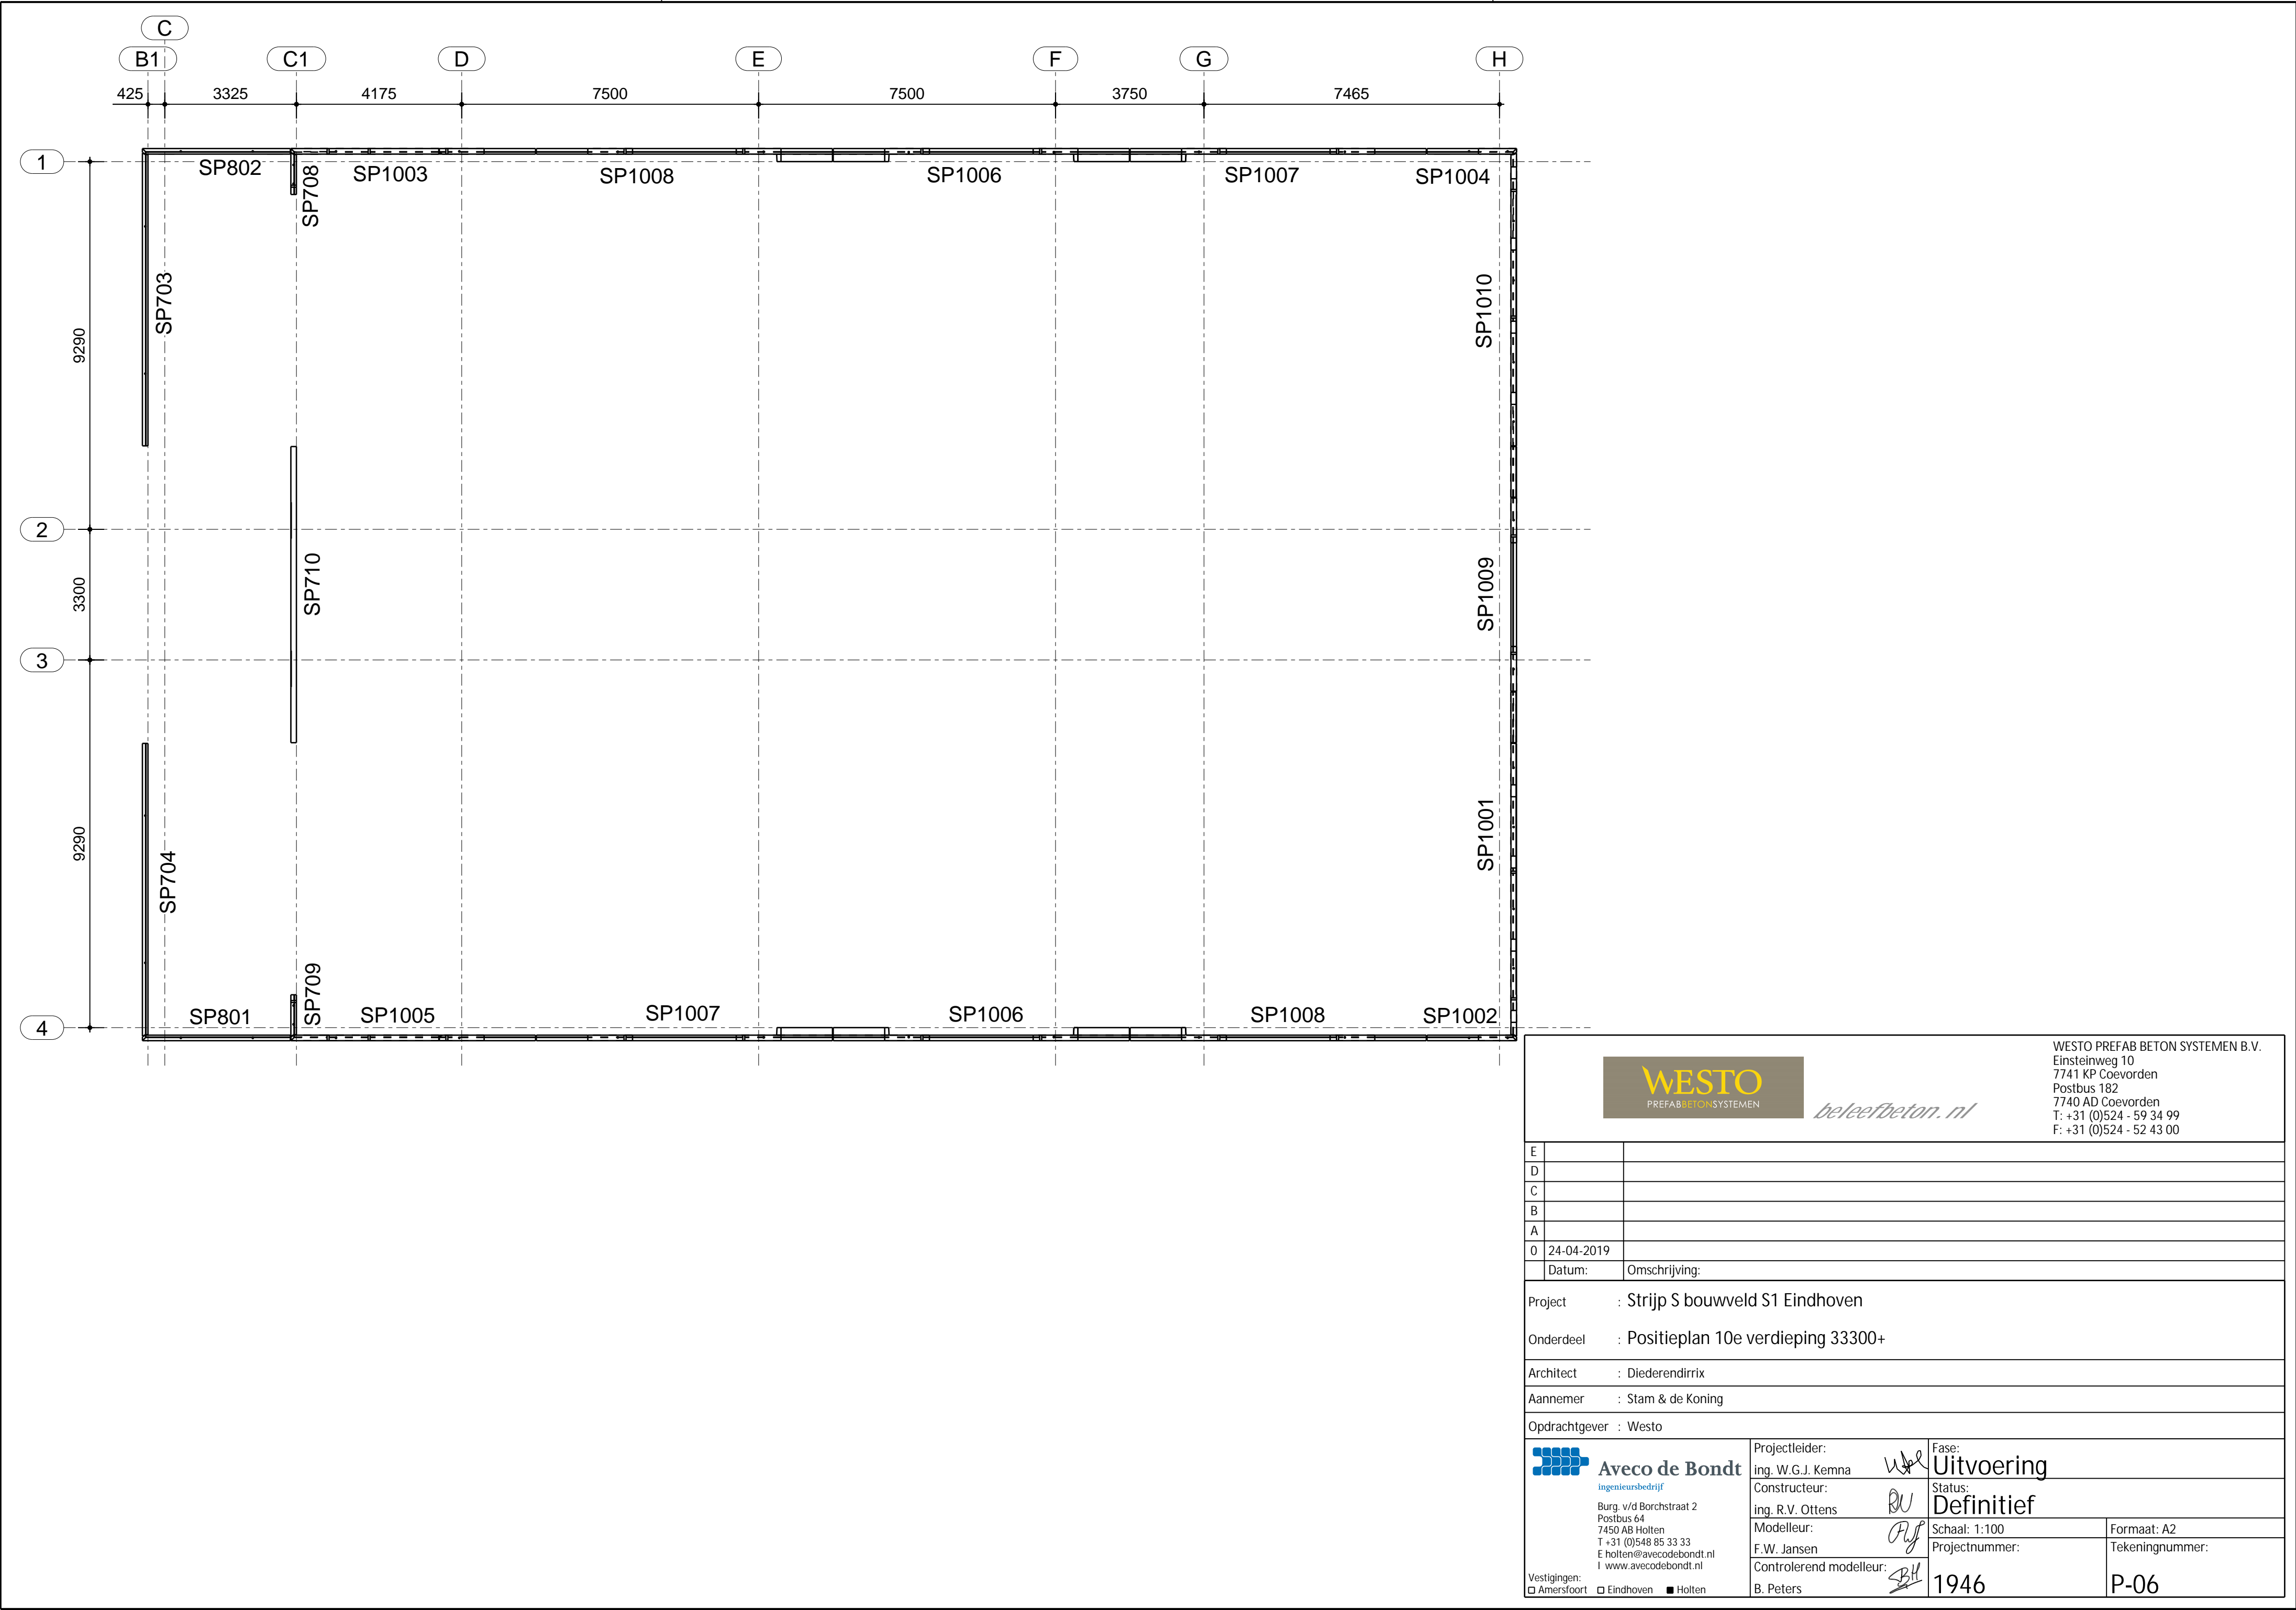 C
B1 C1 D E F G H
425 3325 4175 7500 7500 3750 7465
1
SP802 SP708 SP1003 SP1008 SP1006 SP1007 SP1004
SP703
SP1010
9290
2
SP710
SP1009
3300
3
SP1001
9290
SP704
SP709
SP801 SP1005 SP1007 SP1006 SP1008 SP1002
4
WESTO
PREFABBETONSYSTEMEN
beleefbeton.nl
WESTO PREFAB BETON SYSTEMEN B.V.
Einsteinweg 10
7741 KP Coevorden
Postbus 182
7740 AD Coevorden
T: +31 (0)524 - 59 34 99
F: +31 (0)524 - 52 43 00
E
D
C
B
A
0 24-04-2019
Datum: Omschrijving:
Project : Strijp S bouwveld S1 Eindhoven
Onderdeel : Positieplan 10e verdieping 33300+
Architect : Diederendirrix
Aannemer : Stam & de Koning
Opdrachtgever : Westo
Aveco de Bondt
ingenieursbedrijf
Burg. v/d Borchstraat 2
Postbus 64
7450 AB Holten
T +31 (0)548 85 33 33
E holten@avecodebondt.nl
I www.avecodebondt.nl
Vestigingen:
Amersfoort Eindhoven Holten
Projectleider:
ing. W.G.J. Kemna
Constructeur:
ing. R.V. Ottens
Modelleur:
F.W. Jansen
Controlerend modelleur:
B. Peters
Fase:
Uitvoering
Status:
Definitief
Schaal: 1:100 Formaat: A2
Projectnummer: Tekeningnummer:
1946 P-06